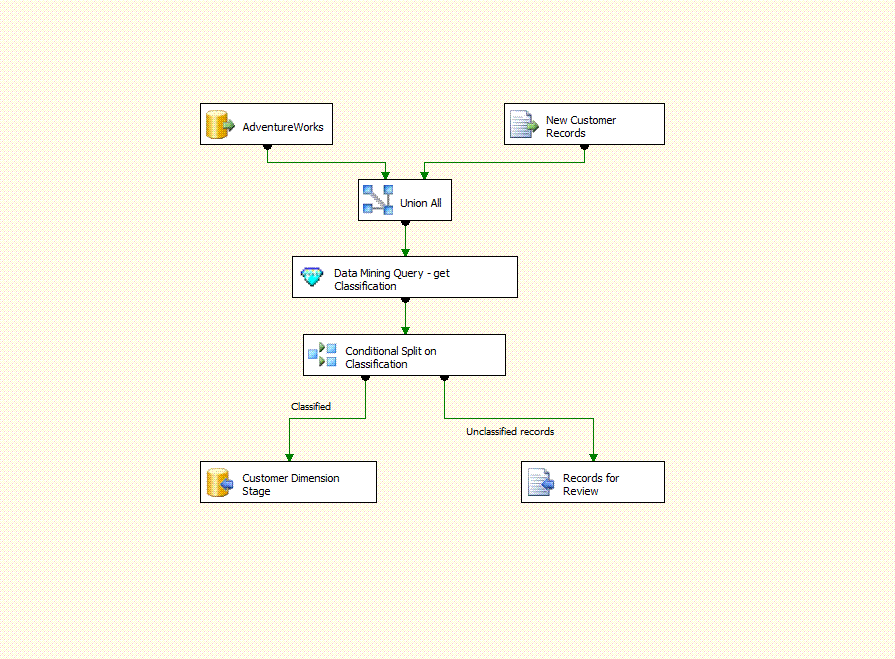 AdventureWorks
New Customer
Records
Union All
Data Mining Query - get
Classification
Conditional Split on
Classification
Classified
Unclassified records
Customer Dimension
Stage
Records for
Review